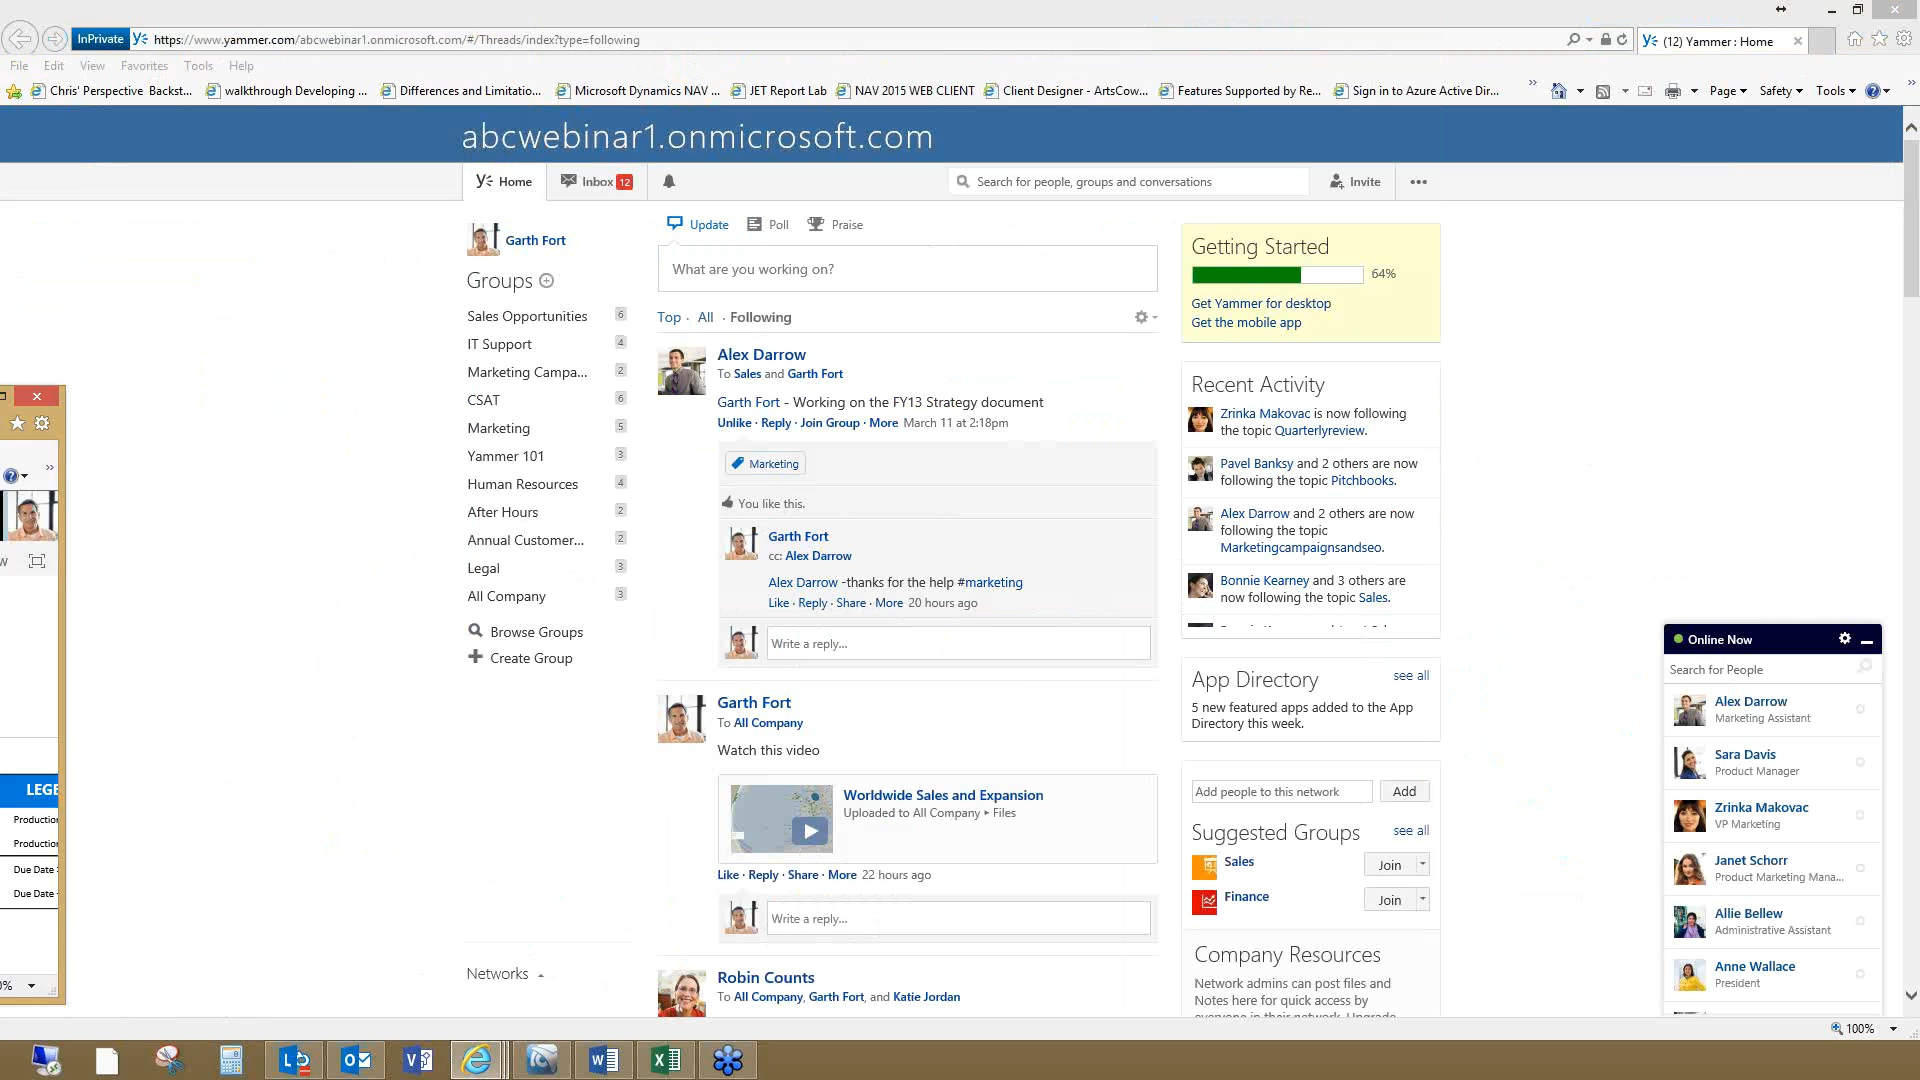 InPrivate https://www.yammer.com/abcwebinar1.onmicrosoft.com/#/Threads/index?type=following
(12) Yammer : Home
File Edit View Favorites Tools Help
Chris' Perspective Backst... walkthrough Developing ... Differences and Limitatio... Microsoft Dynamics NAV ... JET Report Lab NAV 2015 WEB CLIENT Client Designer - ArtsCow... Features Supported by Re... Sign in to Azure Active Dir... Page Safety Tools
abcwebinar1.onmicrosoft.com
Home Inbox 12 Search for people, groups and conversations Invite
Garth Fort
Groups
Sales Opportunities 6
IT Support 4
Marketing Campa... 2
CSAT 6
Marketing 5
Yammer 101 3
Human Resources 4
After Hours 2
Annual Customer... 2
Legal 3
All Company 3
Browse Groups
Create Group
Networks
Update Poll Praise
What are you working on?
Top · All · Following
Alex Darrow
To Sales and Garth Fort
Garth Fort - Working on the FY13 Strategy document
Unlike · Reply · Join Group · More March 11 at 2:18pm
Marketing
You like this.
Garth Fort
cc: Alex Darrow
Alex Darrow -thanks for the help #marketing
Like · Reply · Share · More 20 hours ago
Write a reply...
Garth Fort
To All Company
Watch this video
Worldwide Sales and Expansion
Uploaded to All Company ▸ Files
Like · Reply · Share · More 22 hours ago
Write a reply...
Robin Counts
To All Company, Garth Fort, and Katie Jordan
Getting Started
64%
Get Yammer for desktop
Get the mobile app
Recent Activity
Zrinka Makovac is now following
the topic Quarterlyreview.
Pavel Banksy and 2 others are now
following the topic Pitchbooks.
Alex Darrow and 2 others are now
following the topic
Marketingcampaignsandseo.
Bonnie Kearney and 3 others are
now following the topic Sales.
App Directory see all
5 new featured apps added to the App
Directory this week.
Add people to this network Add
Suggested Groups see all
Sales Join
Finance Join
Company Resources
Network admins can post files and
Notes here for quick access by
everyone in their network. Upgrade
Online Now
Search for People
Alex Darrow
Marketing Assistant
Sara Davis
Product Manager
Zrinka Makovac
VP Marketing
Janet Schorr
Product Marketing Mana...
Allie Bellew
Administrative Assistant
Anne Wallace
President
LEGE
Production
Production
Due Date
Due Date
0%
100%